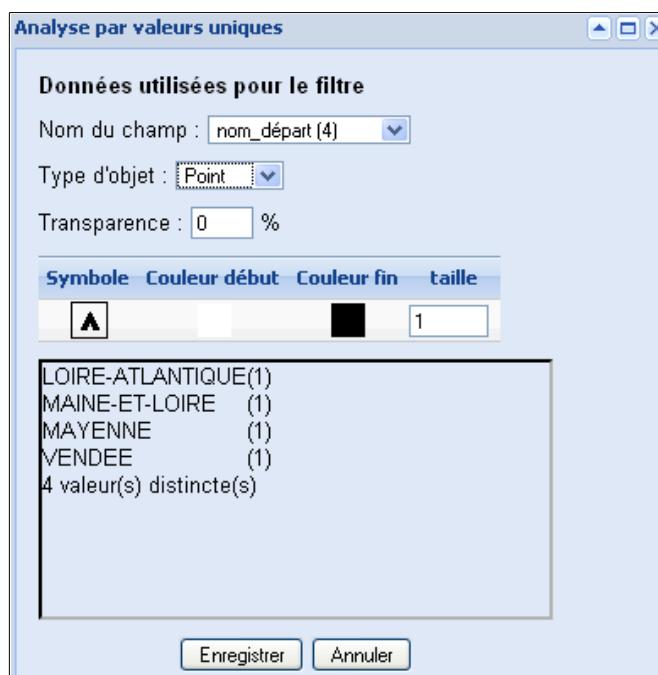 Analyse par valeurs uniques
Données utilisées pour le filtre
Nom du champ : nom_départ (4)
Type d'objet : Point
Transparence : 0 %
Symbole Couleur début Couleur fin taille
1
LOIRE-ATLANTIQUE(1)
MAINE-ET-LOIRE (1)
MAYENNE (1)
VENDEE (1)
4 valeur(s) distincte(s)
Enregistrer Annuler